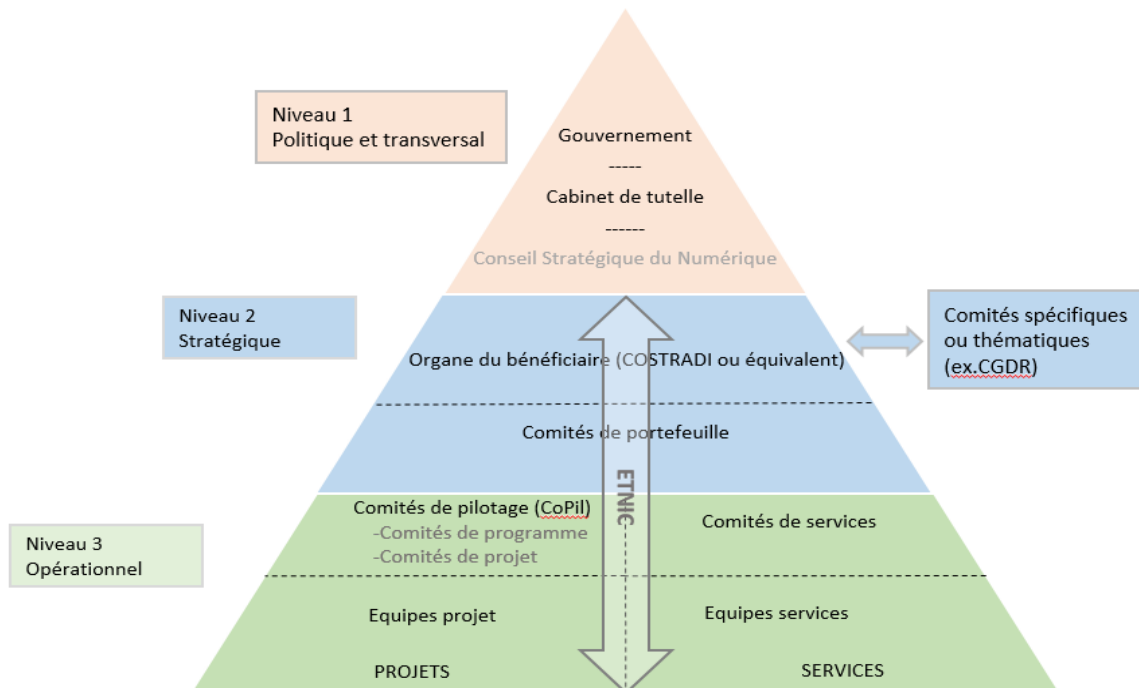 Niveau 1
Politique et transversal
Gouvernement
-----
Cabinet de tutelle
------
Conseil Stratégique du Numérique
Niveau 2
Stratégique
Organe du bénéficiaire (COSTRADI ou équivalent)
Comités spécifiques
ou thématiques
(ex.CGDR)
Comités de portefeuille
ETNIC
Niveau 3
Opérationnel
Comités de pilotage (CoPil)
-Comités de programme
-Comités de projet
Comités de services
Equipes projet
Equipes services
PROJETS
SERVICES